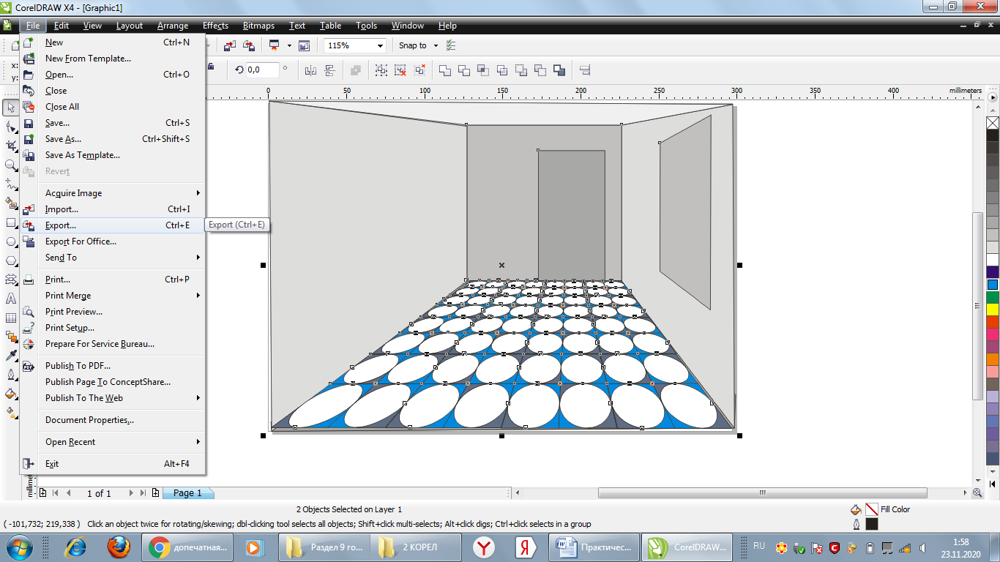 CorelDRAW X4 - [Graphic1]
File Edit View Layout Arrange Effects Bitmaps Text Table Tools Window Help
New Ctrl+N
New From Template...
Open... Ctrl+O
Close
Close All
Save... Ctrl+S
Save As... Ctrl+Shift+S
Save As Template...
Revert
Acquire Image
Import... Ctrl+I
Export... Ctrl+E
Export For Office...
Send To
Print... Ctrl+P
Print Merge
Print Preview...
Print Setup...
Prepare For Service Bureau...
Publish To PDF...
Publish Page To ConceptShare...
Publish To The Web
Document Properties...
Open Recent
Exit Alt+F4
Export (Ctrl+E)
115% Snap to
x:
y:
0,0 °
0 50 100 150 200 250 300 350 400 millimeters
1 of 1 Page 1
2 Objects Selected on Layer 1
Fill Color
( -101,732; 219,338 ) Click an object twice for rotating/skewing; dbl-clicking tool selects all objects; Shift+click multi-selects; Alt+click digs; Ctrl+click selects in a group
допечатная... Раздел 9 го... 2 КОРЕЛ Практичес... CorelDRAW... RU 1:58
23.11.2020